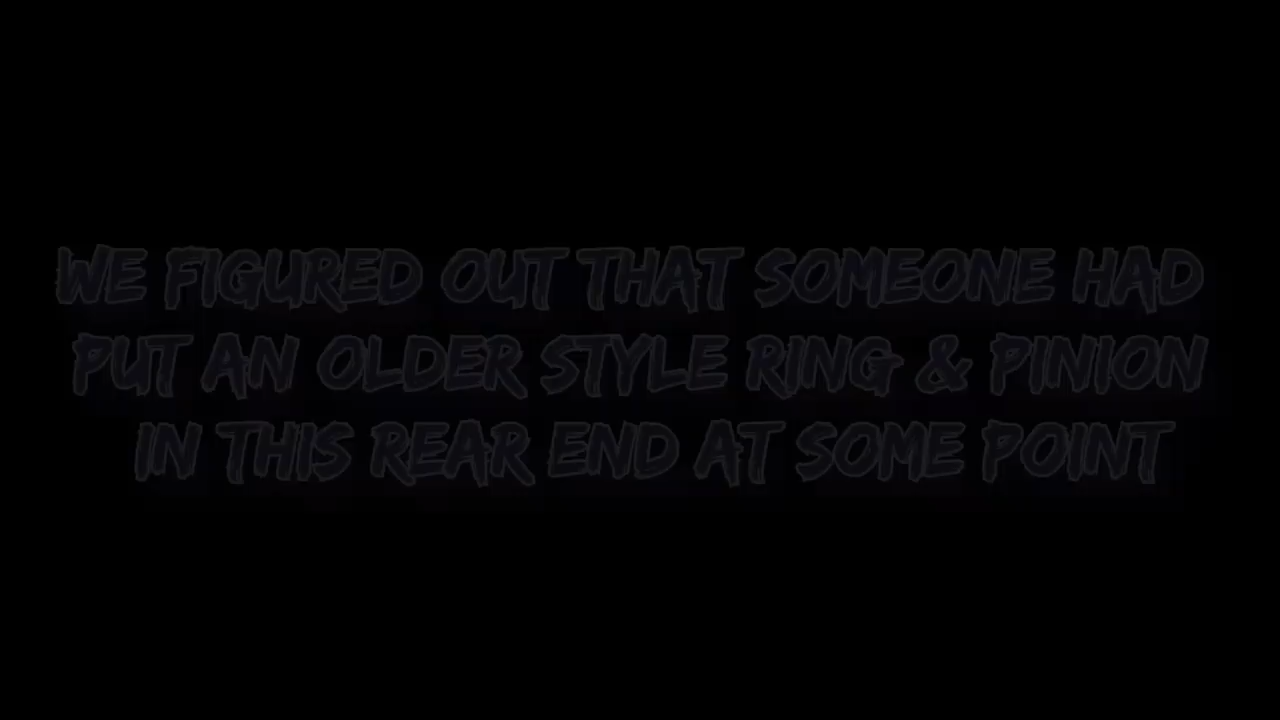 WE FIGURED OUT THAT SOMEONE HAD
PUT AN OLDER STYLE RING & PINION
IN THIS REAR END AT SOME POINT